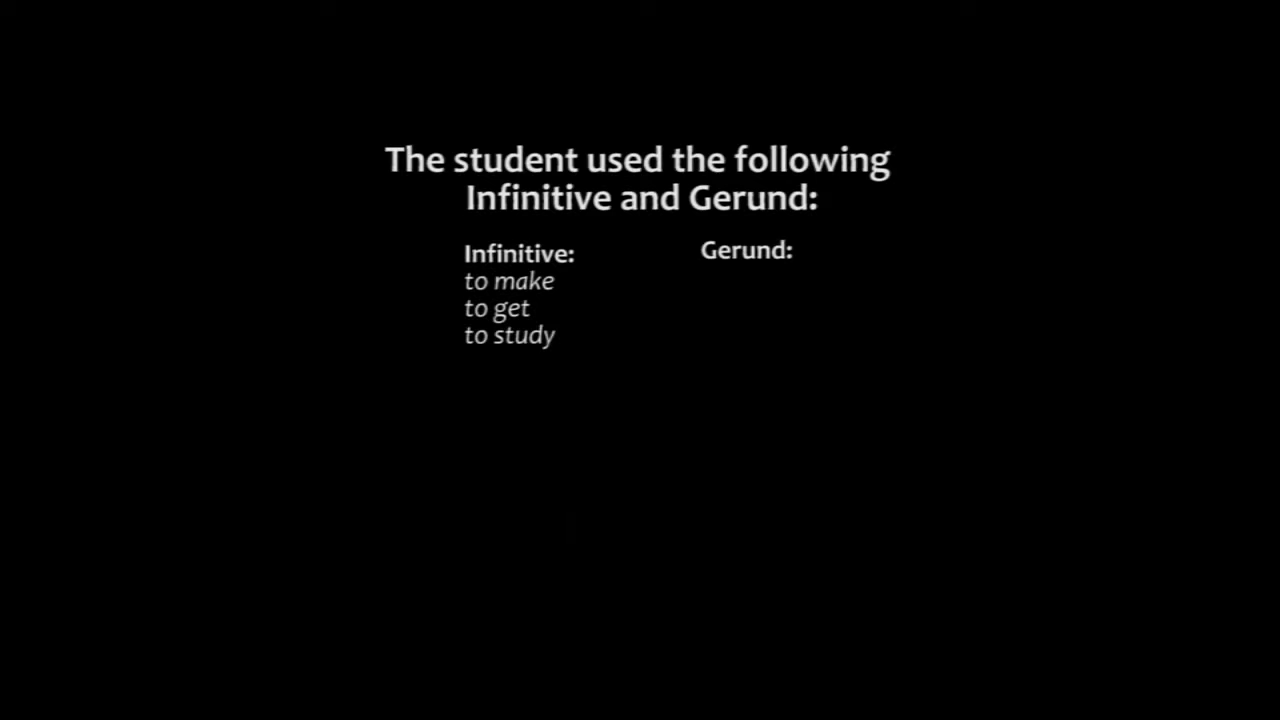 The student used the following
Infinitive and Gerund:
Infinitive:
to make
to get
to study
Gerund: